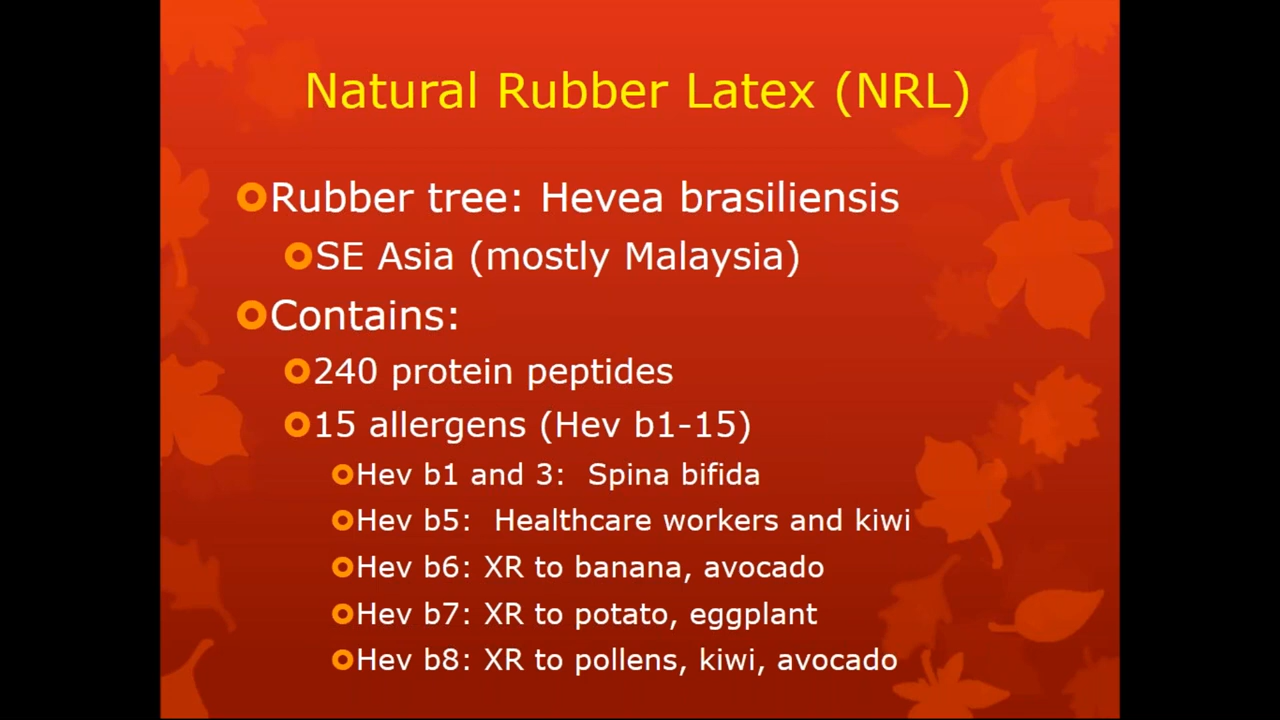 Natural Rubber Latex (NRL)
Rubber tree: Hevea brasiliensis
SE Asia (mostly Malaysia)
Contains:
240 protein peptides
15 allergens (Hev b1-15)
Hev b1 and 3:  Spina bifida
Hev b5:  Healthcare workers and kiwi
Hev b6: XR to banana, avocado
Hev b7: XR to potato, eggplant
Hev b8: XR to pollens, kiwi, avocado